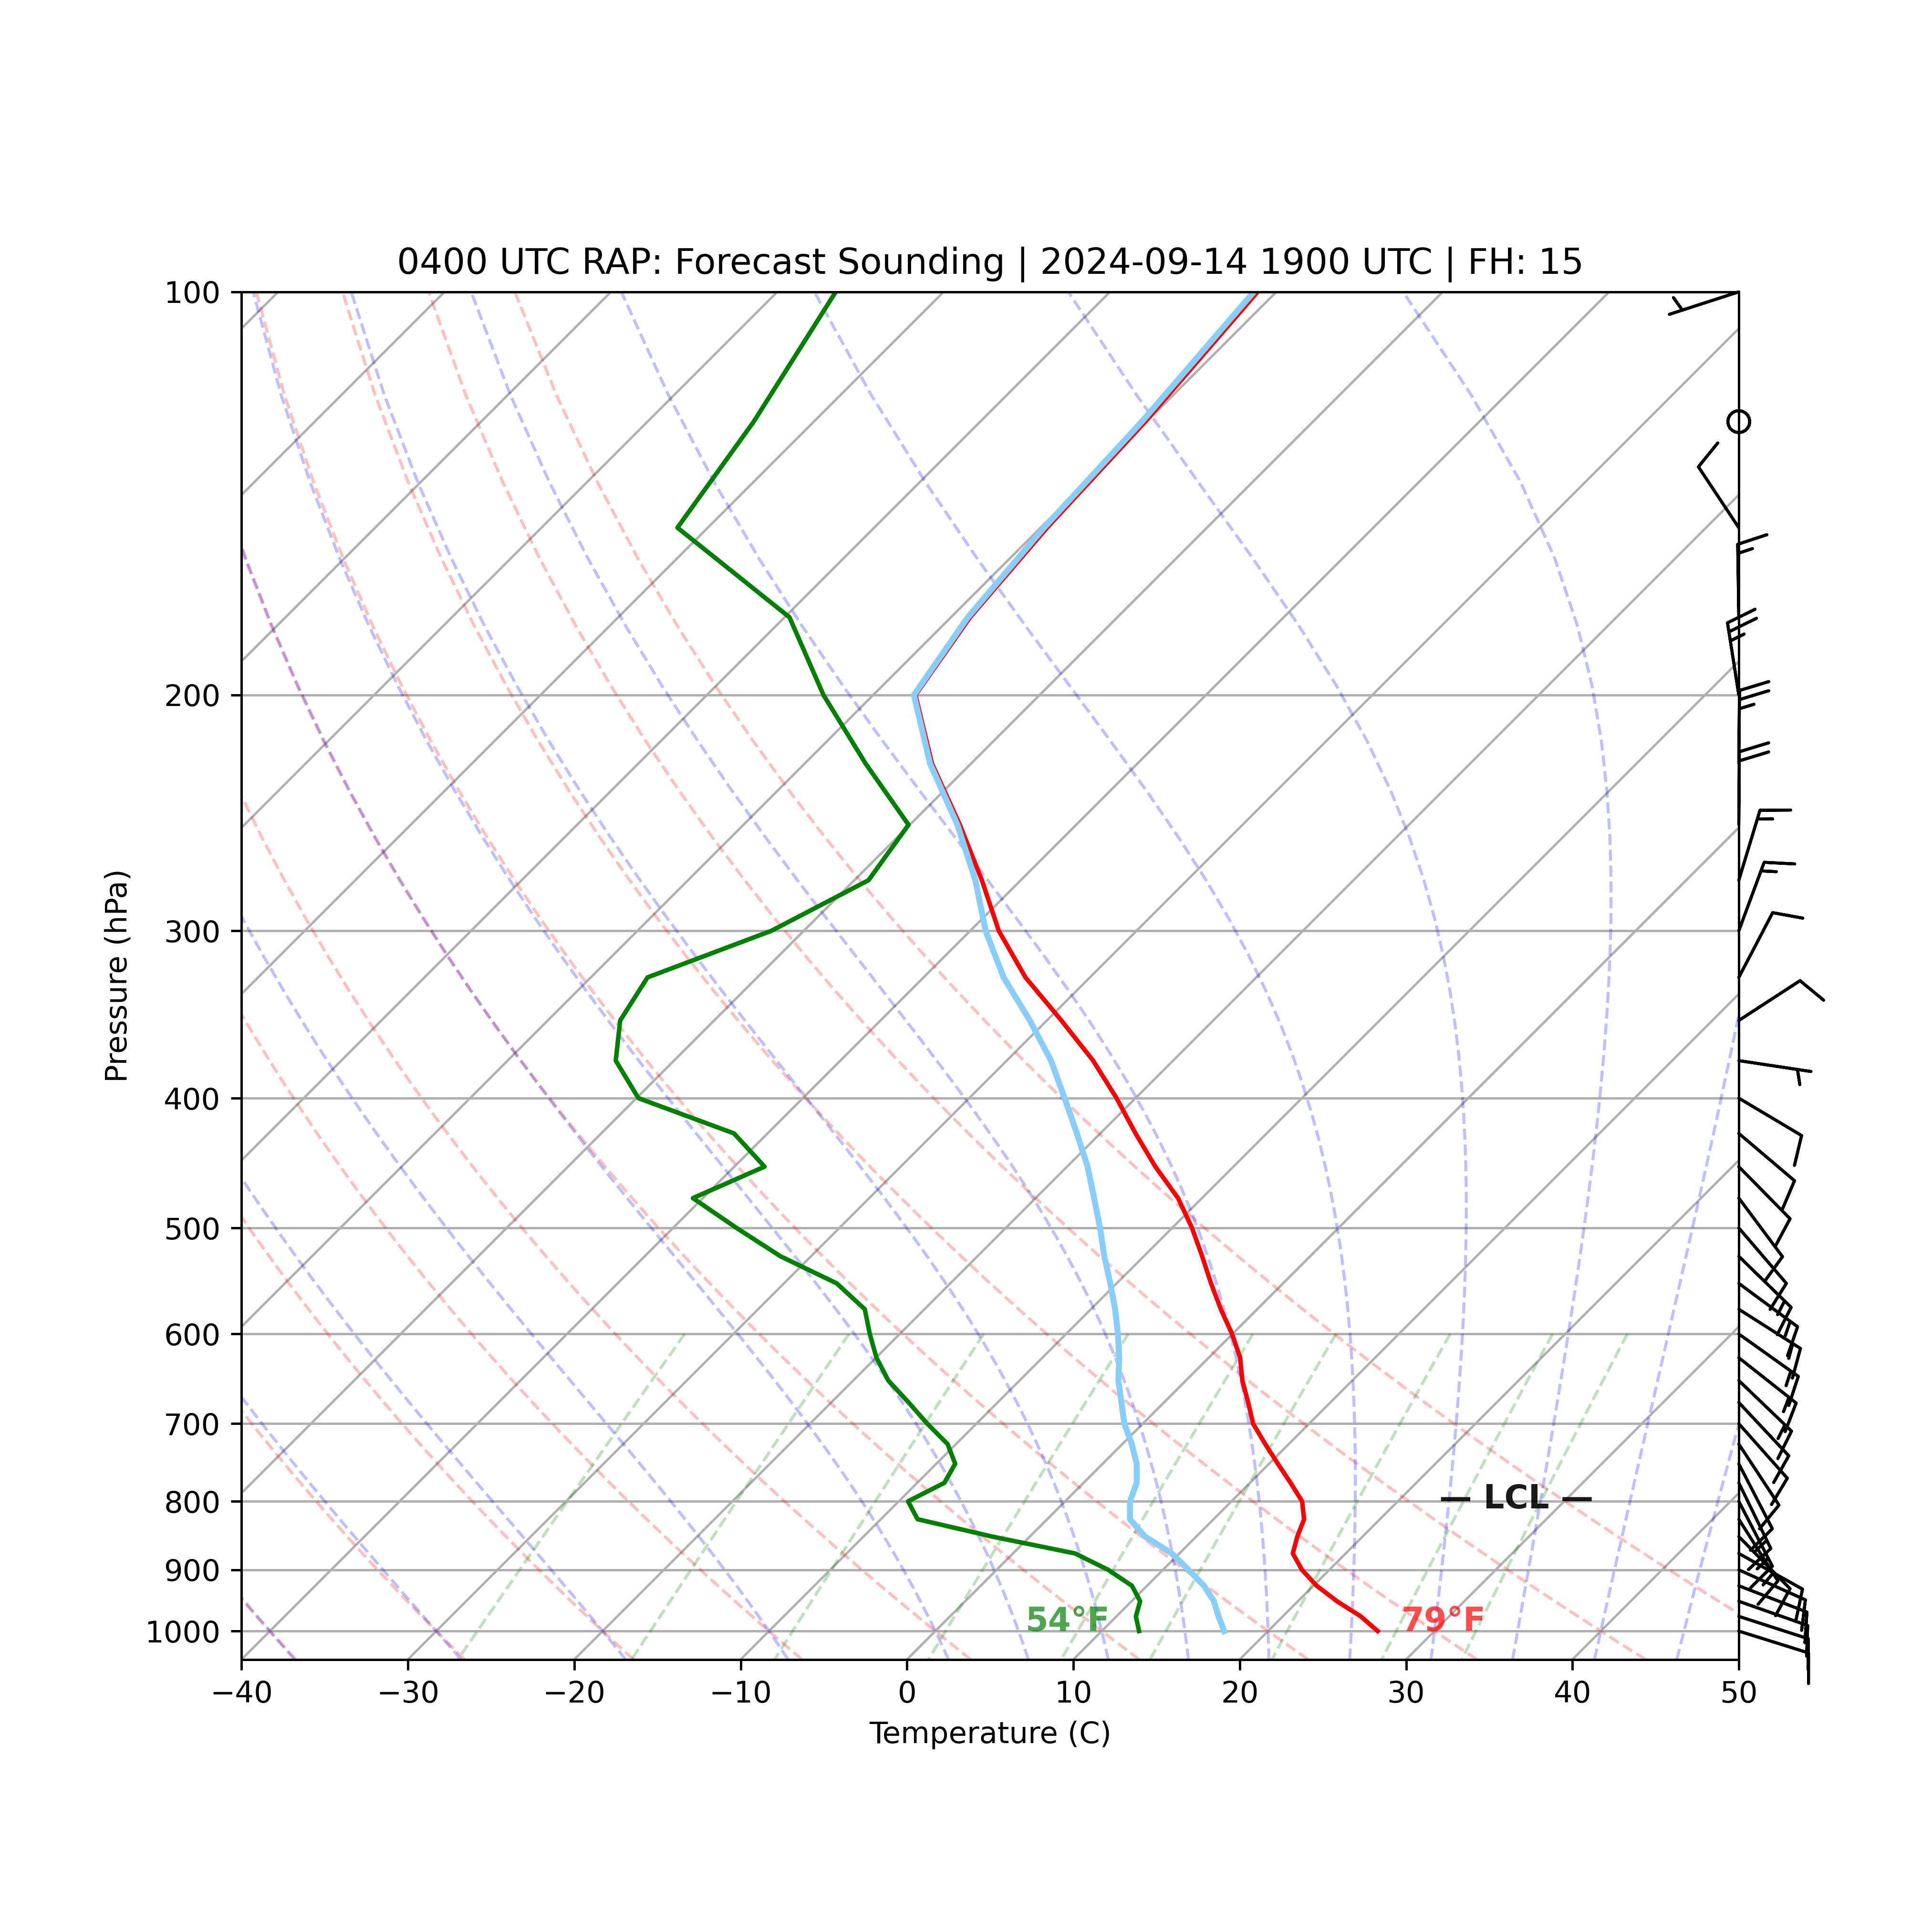 0400 UTC RAP: Forecast Sounding | 2024-09-14 1900 UTC | FH: 15
100
200
300
400
500
600
700
800
900
1000
Pressure (hPa)
— LCL —
54°F
79°F
−40 −30 −20 −10 0 10 20 30 40 50
Temperature (C)